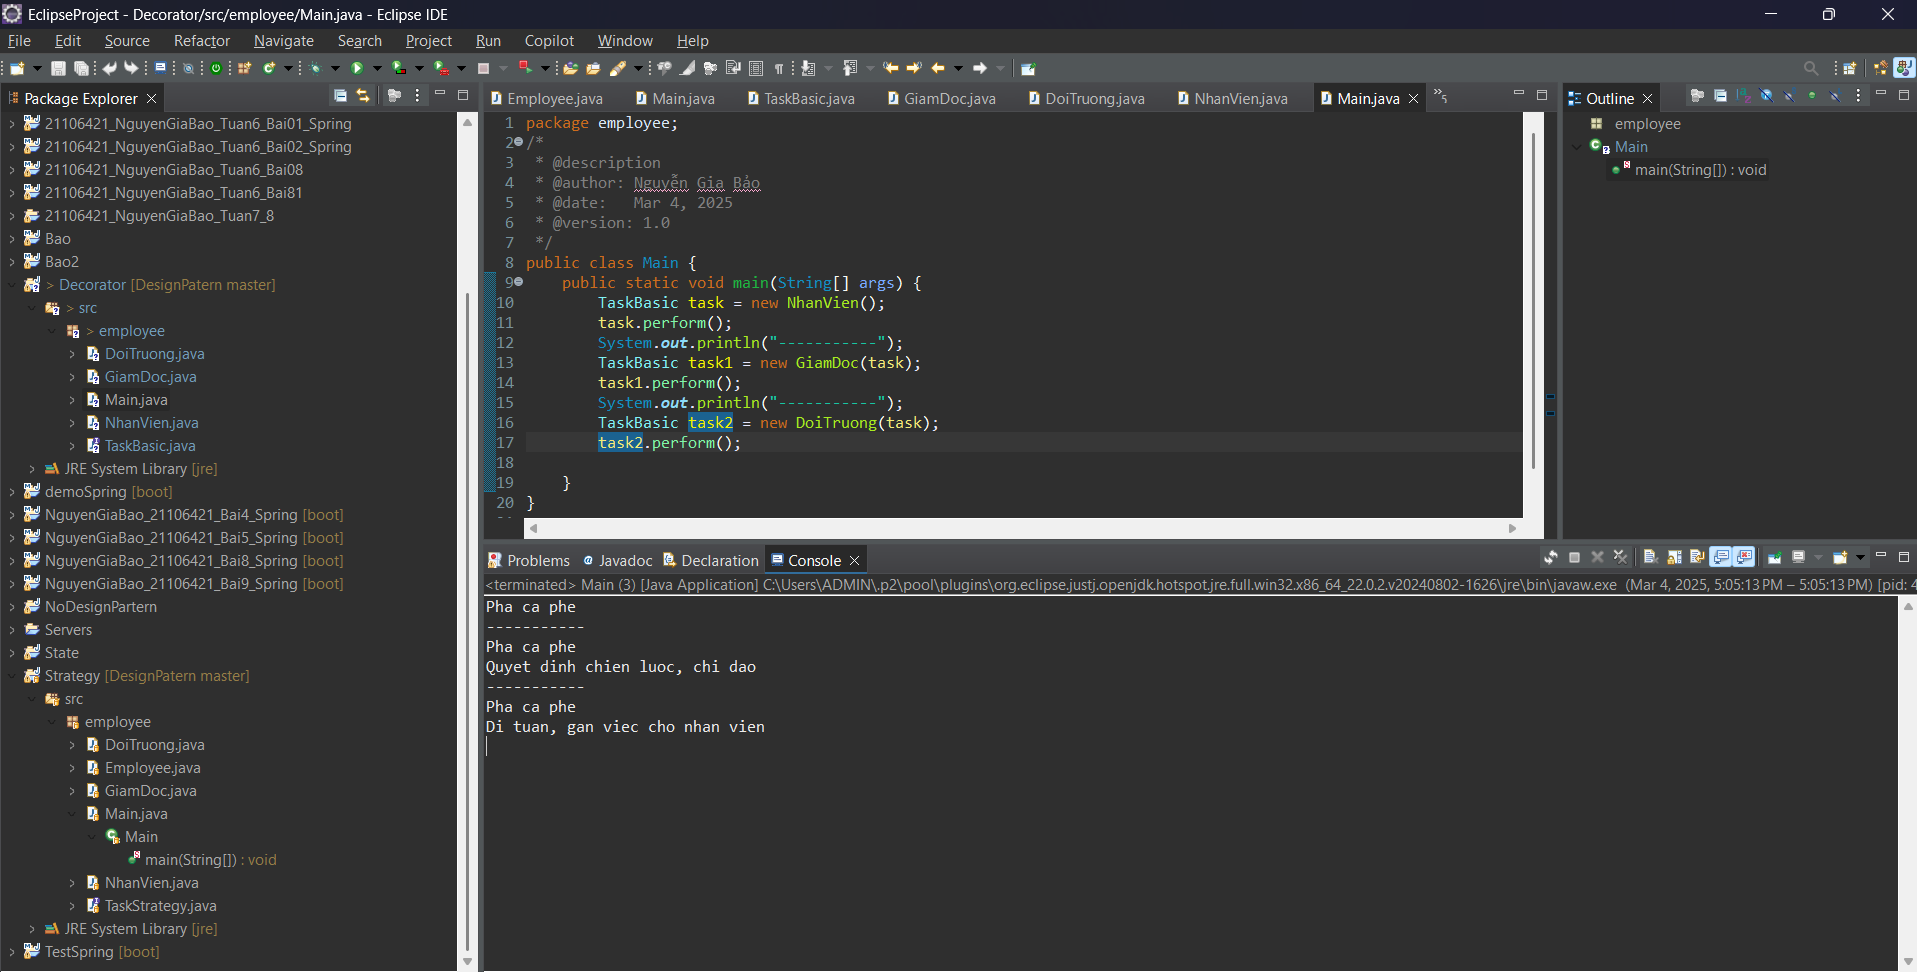 EclipseProject - Decorator/src/employee/Main.java - Eclipse IDE
File Edit Source Refactor Navigate Search Project Run Copilot Window Help
Package Explorer
21106421_NguyenGiaBao_Tuan6_Bai01_Spring
21106421_NguyenGiaBao_Tuan6_Bai02_Spring
21106421_NguyenGiaBao_Tuan6_Bai08
21106421_NguyenGiaBao_Tuan6_Bai81
21106421_NguyenGiaBao_Tuan7_8
Bao
Bao2
> Decorator [DesignPatern master]
> src
> employee
DoiTruong.java
GiamDoc.java
Main.java
NhanVien.java
TaskBasic.java
JRE System Library [jre]
demoSpring [boot]
NguyenGiaBao_21106421_Bai4_Spring [boot]
NguyenGiaBao_21106421_Bai5_Spring [boot]
NguyenGiaBao_21106421_Bai8_Spring [boot]
NguyenGiaBao_21106421_Bai9_Spring [boot]
NoDesignPartern
Servers
State
Strategy [DesignPatern master]
src
employee
DoiTruong.java
Employee.java
GiamDoc.java
Main.java
Main
main(String[]) : void
NhanVien.java
TaskStrategy.java
JRE System Library [jre]
TestSpring [boot]
Employee.java Main.java TaskBasic.java GiamDoc.java DoiTruong.java NhanVien.java Main.java »5
1 package employee;
2 /*
3 * @description
4 * @author: Nguyễn Gia Bảo
5 * @date: Mar 4, 2025
6 * @version: 1.0
7 */
8 public class Main {
9 public static void main(String[] args) {
10 TaskBasic task = new NhanVien();
11 task.perform();
12 System.out.println("-----------");
13 TaskBasic task1 = new GiamDoc(task);
14 task1.perform();
15 System.out.println("-----------");
16 TaskBasic task2 = new DoiTruong(task);
17 task2.perform();
18
19 }
20 }
Outline
employee
Main
main(String[]) : void
Problems Javadoc Declaration Console
<terminated> Main (3) [Java Application] C:\Users\ADMIN\.p2\pool\plugins\org.eclipse.justj.openjdk.hotspot.jre.full.win32.x86_64_22.0.2.v20240802-1626\jre\bin\javaw.exe (Mar 4, 2025, 5:05:13 PM – 5:05:13 PM) [pid: 4
Pha ca phe
-----------
Pha ca phe
Quyet dinh chien luoc, chi dao
-----------
Pha ca phe
Di tuan, gan viec cho nhan vien